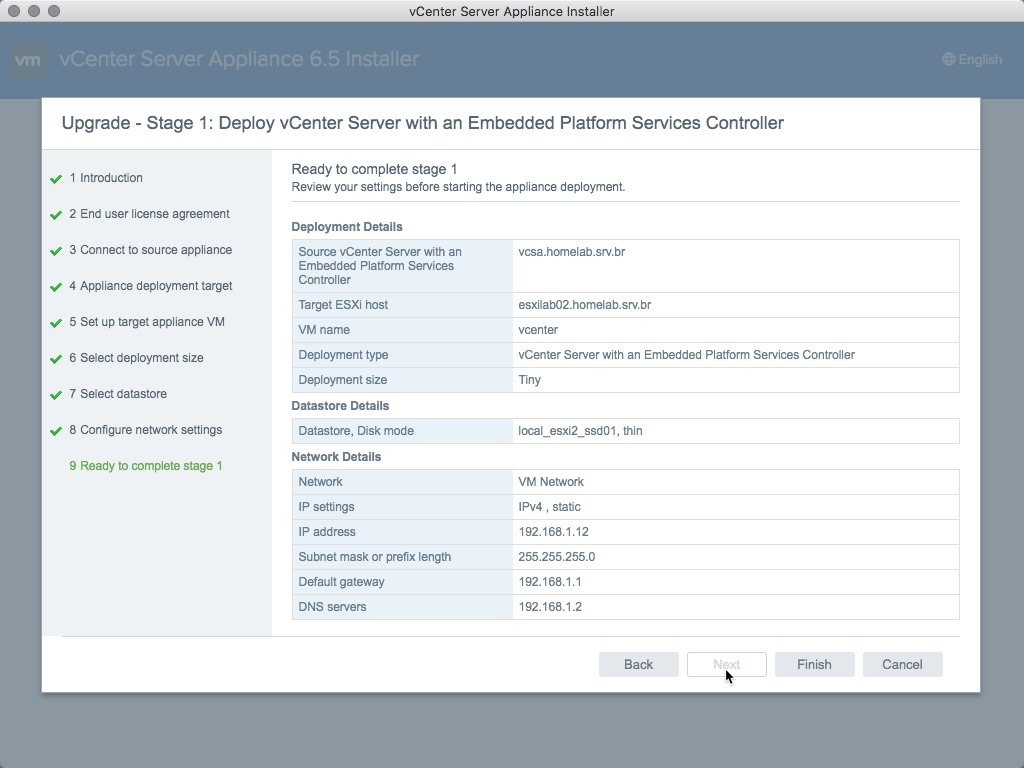 vCenter Server Appliance Installer
vm vCenter Server Appliance 6.5 Installer English
Upgrade - Stage 1: Deploy vCenter Server with an Embedded Platform Services Controller
1 Introduction
2 End user license agreement
3 Connect to source appliance
4 Appliance deployment target
5 Set up target appliance VM
6 Select deployment size
7 Select datastore
8 Configure network settings
9 Ready to complete stage 1
Ready to complete stage 1
Review your settings before starting the appliance deployment.
Deployment Details
Source vCenter Server with an vcsa.homelab.srv.br
Embedded Platform Services
Controller
Target ESXi host esxilab02.homelab.srv.br
VM name vcenter
Deployment type vCenter Server with an Embedded Platform Services Controller
Deployment size Tiny
Datastore Details
Datastore, Disk mode local_esxi2_ssd01, thin
Network Details
Network VM Network
IP settings IPv4 , static
IP address 192.168.1.12
Subnet mask or prefix length 255.255.255.0
Default gateway 192.168.1.1
DNS servers 192.168.1.2
Back Next Finish Cancel